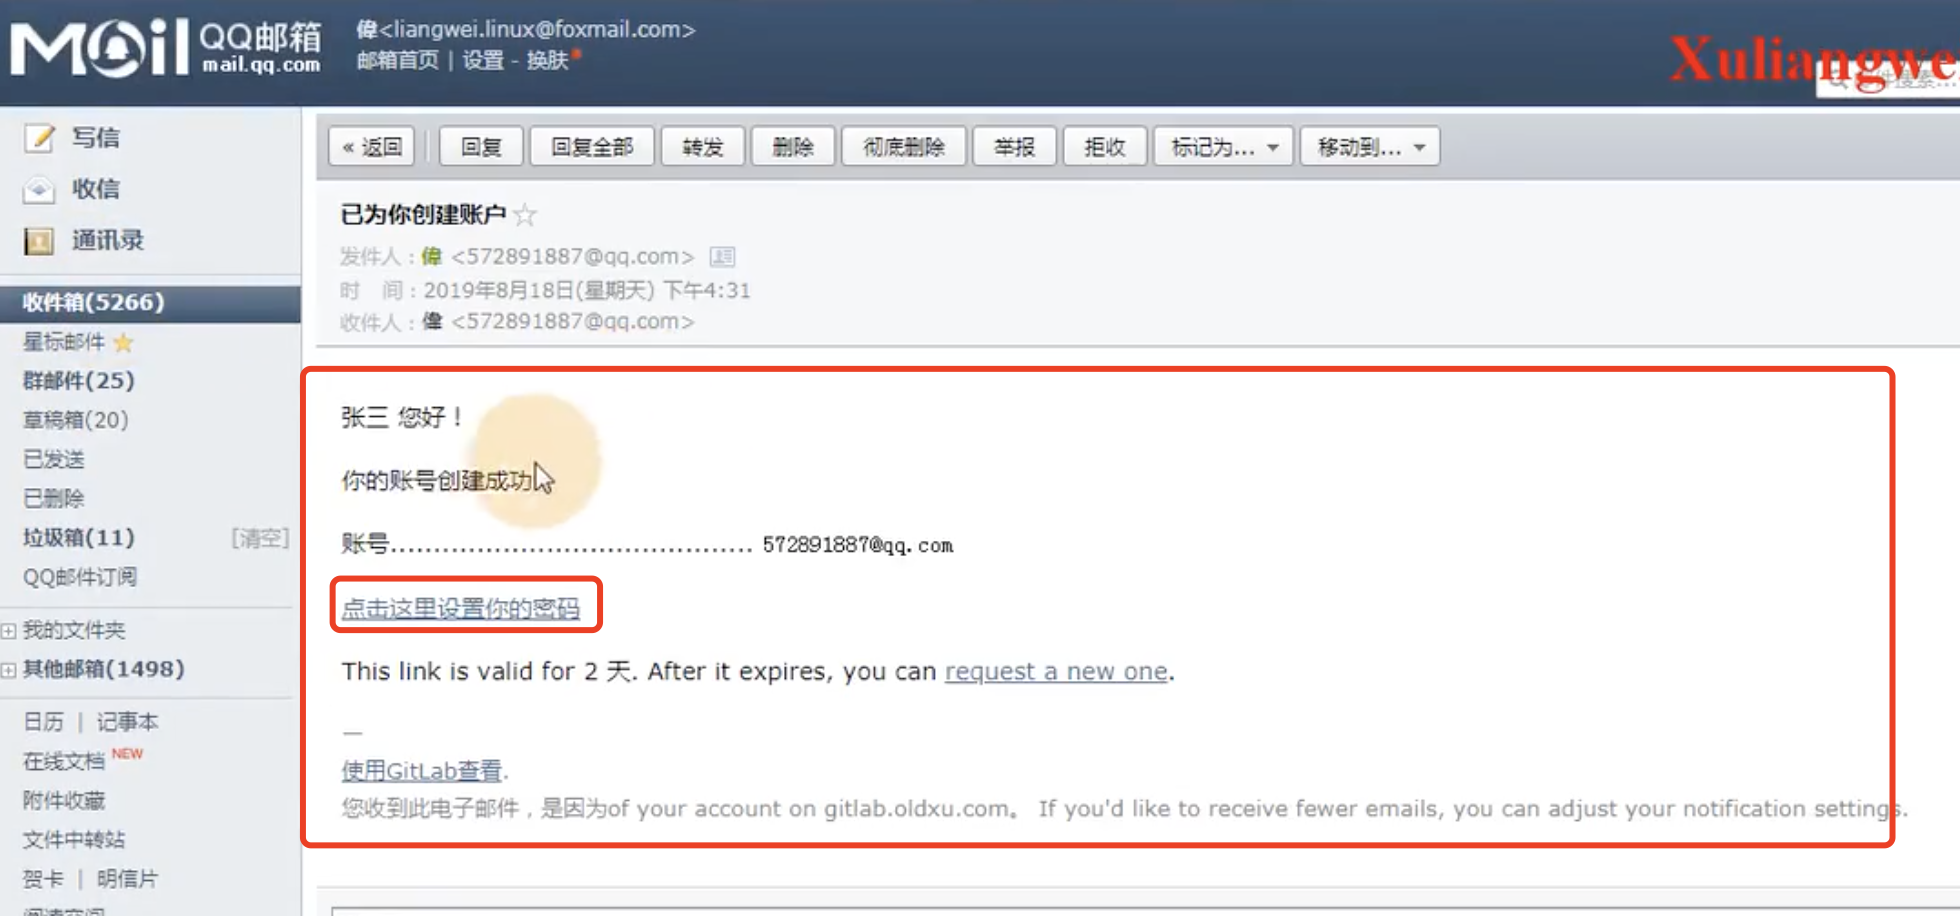 MOil QQ邮箱
mail.qq.com
偉<liangwei.linux@foxmail.com>
邮箱首页 | 设置 - 换肤
Xuliangwe
写信
收信
通讯录
收件箱(5266)
星标邮件
群邮件(25)
草稿箱(20)
已发送
已删除
垃圾箱(11) [清空]
QQ邮件订阅
我的文件夹
其他邮箱(1498)
日历 | 记事本
在线文档 NEW
附件收藏
文件中转站
贺卡 | 明信片
« 返回 回复 回复全部 转发 删除 彻底删除 举报 拒收 标记为... 移动到...
已为你创建账户
发件人：偉 <572891887@qq.com>
时 间：2019年8月18日(星期天) 下午4:31
收件人：偉 <572891887@qq.com>
张三 您好！
你的账号创建成功
账号.......................................... 572891887@qq.com
点击这里设置你的密码
This link is valid for 2 天. After it expires, you can request a new one.
—
使用GitLab查看.
您收到此电子邮件，是因为of your account on gitlab.oldxu.com。 If you'd like to receive fewer emails, you can adjust your notification settings.